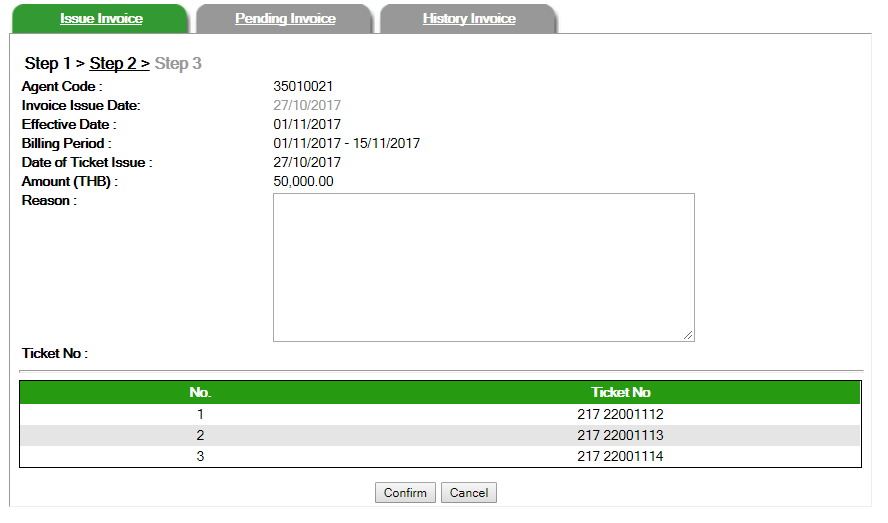 Issue Invoice Pending Invoice History Invoice
Step 1 > Step 2 > Step 3
Agent Code : 35010021
Invoice Issue Date: 27/10/2017
Effective Date : 01/11/2017
Billing Period : 01/11/2017 - 15/11/2017
Date of Ticket Issue : 27/10/2017
Amount (THB) : 50,000.00
Reason :
Ticket No :
No. Ticket No
1 217 22001112
2 217 22001113
3 217 22001114
Confirm Cancel